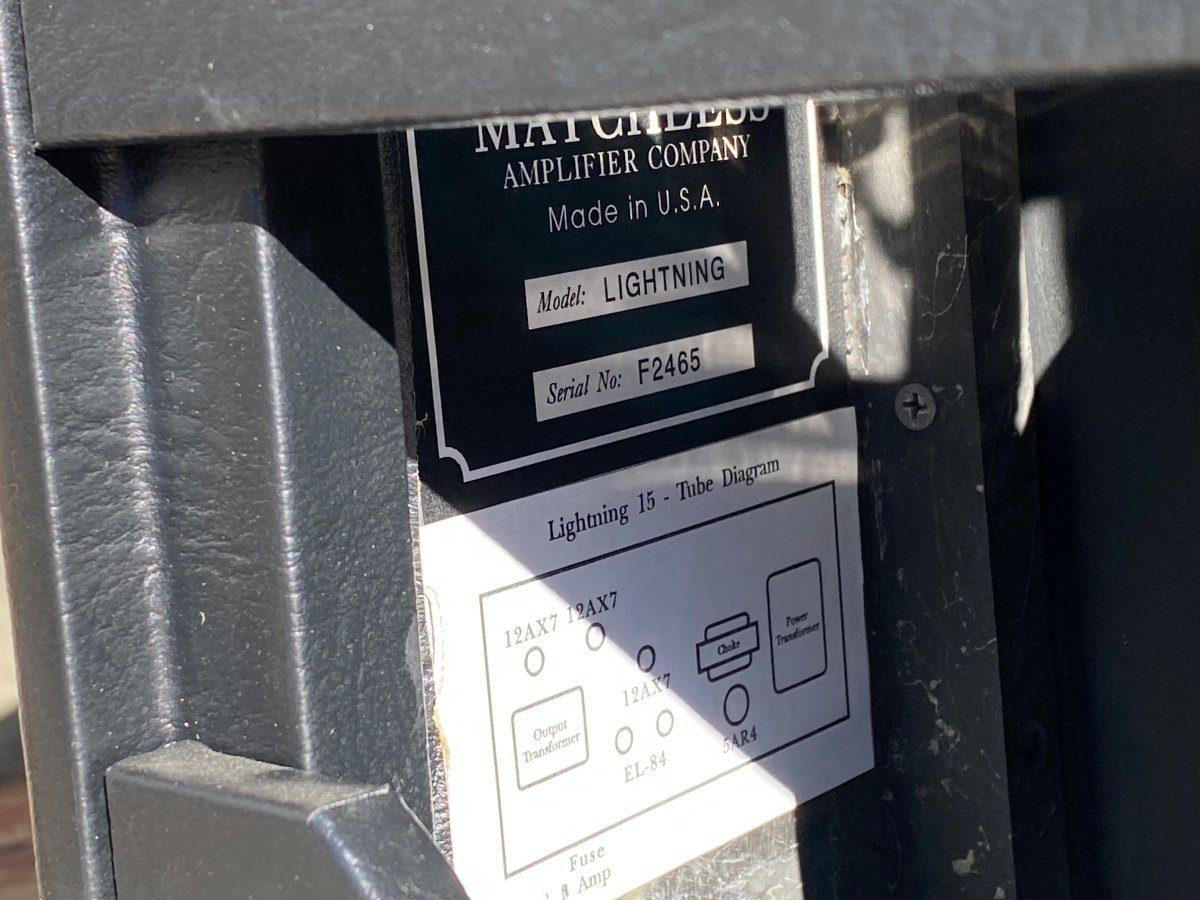 MATCHLESS
AMPLIFIER COMPANY
Made in U.S.A.
Model: LIGHTNING
Serial No: F2465
Lightning 15 - Tube Diagram
12AX7 12AX7
Power
Transformer
Choke
12AX7
Output
Transformer
5AR4
EL-84
Fuse
Amp